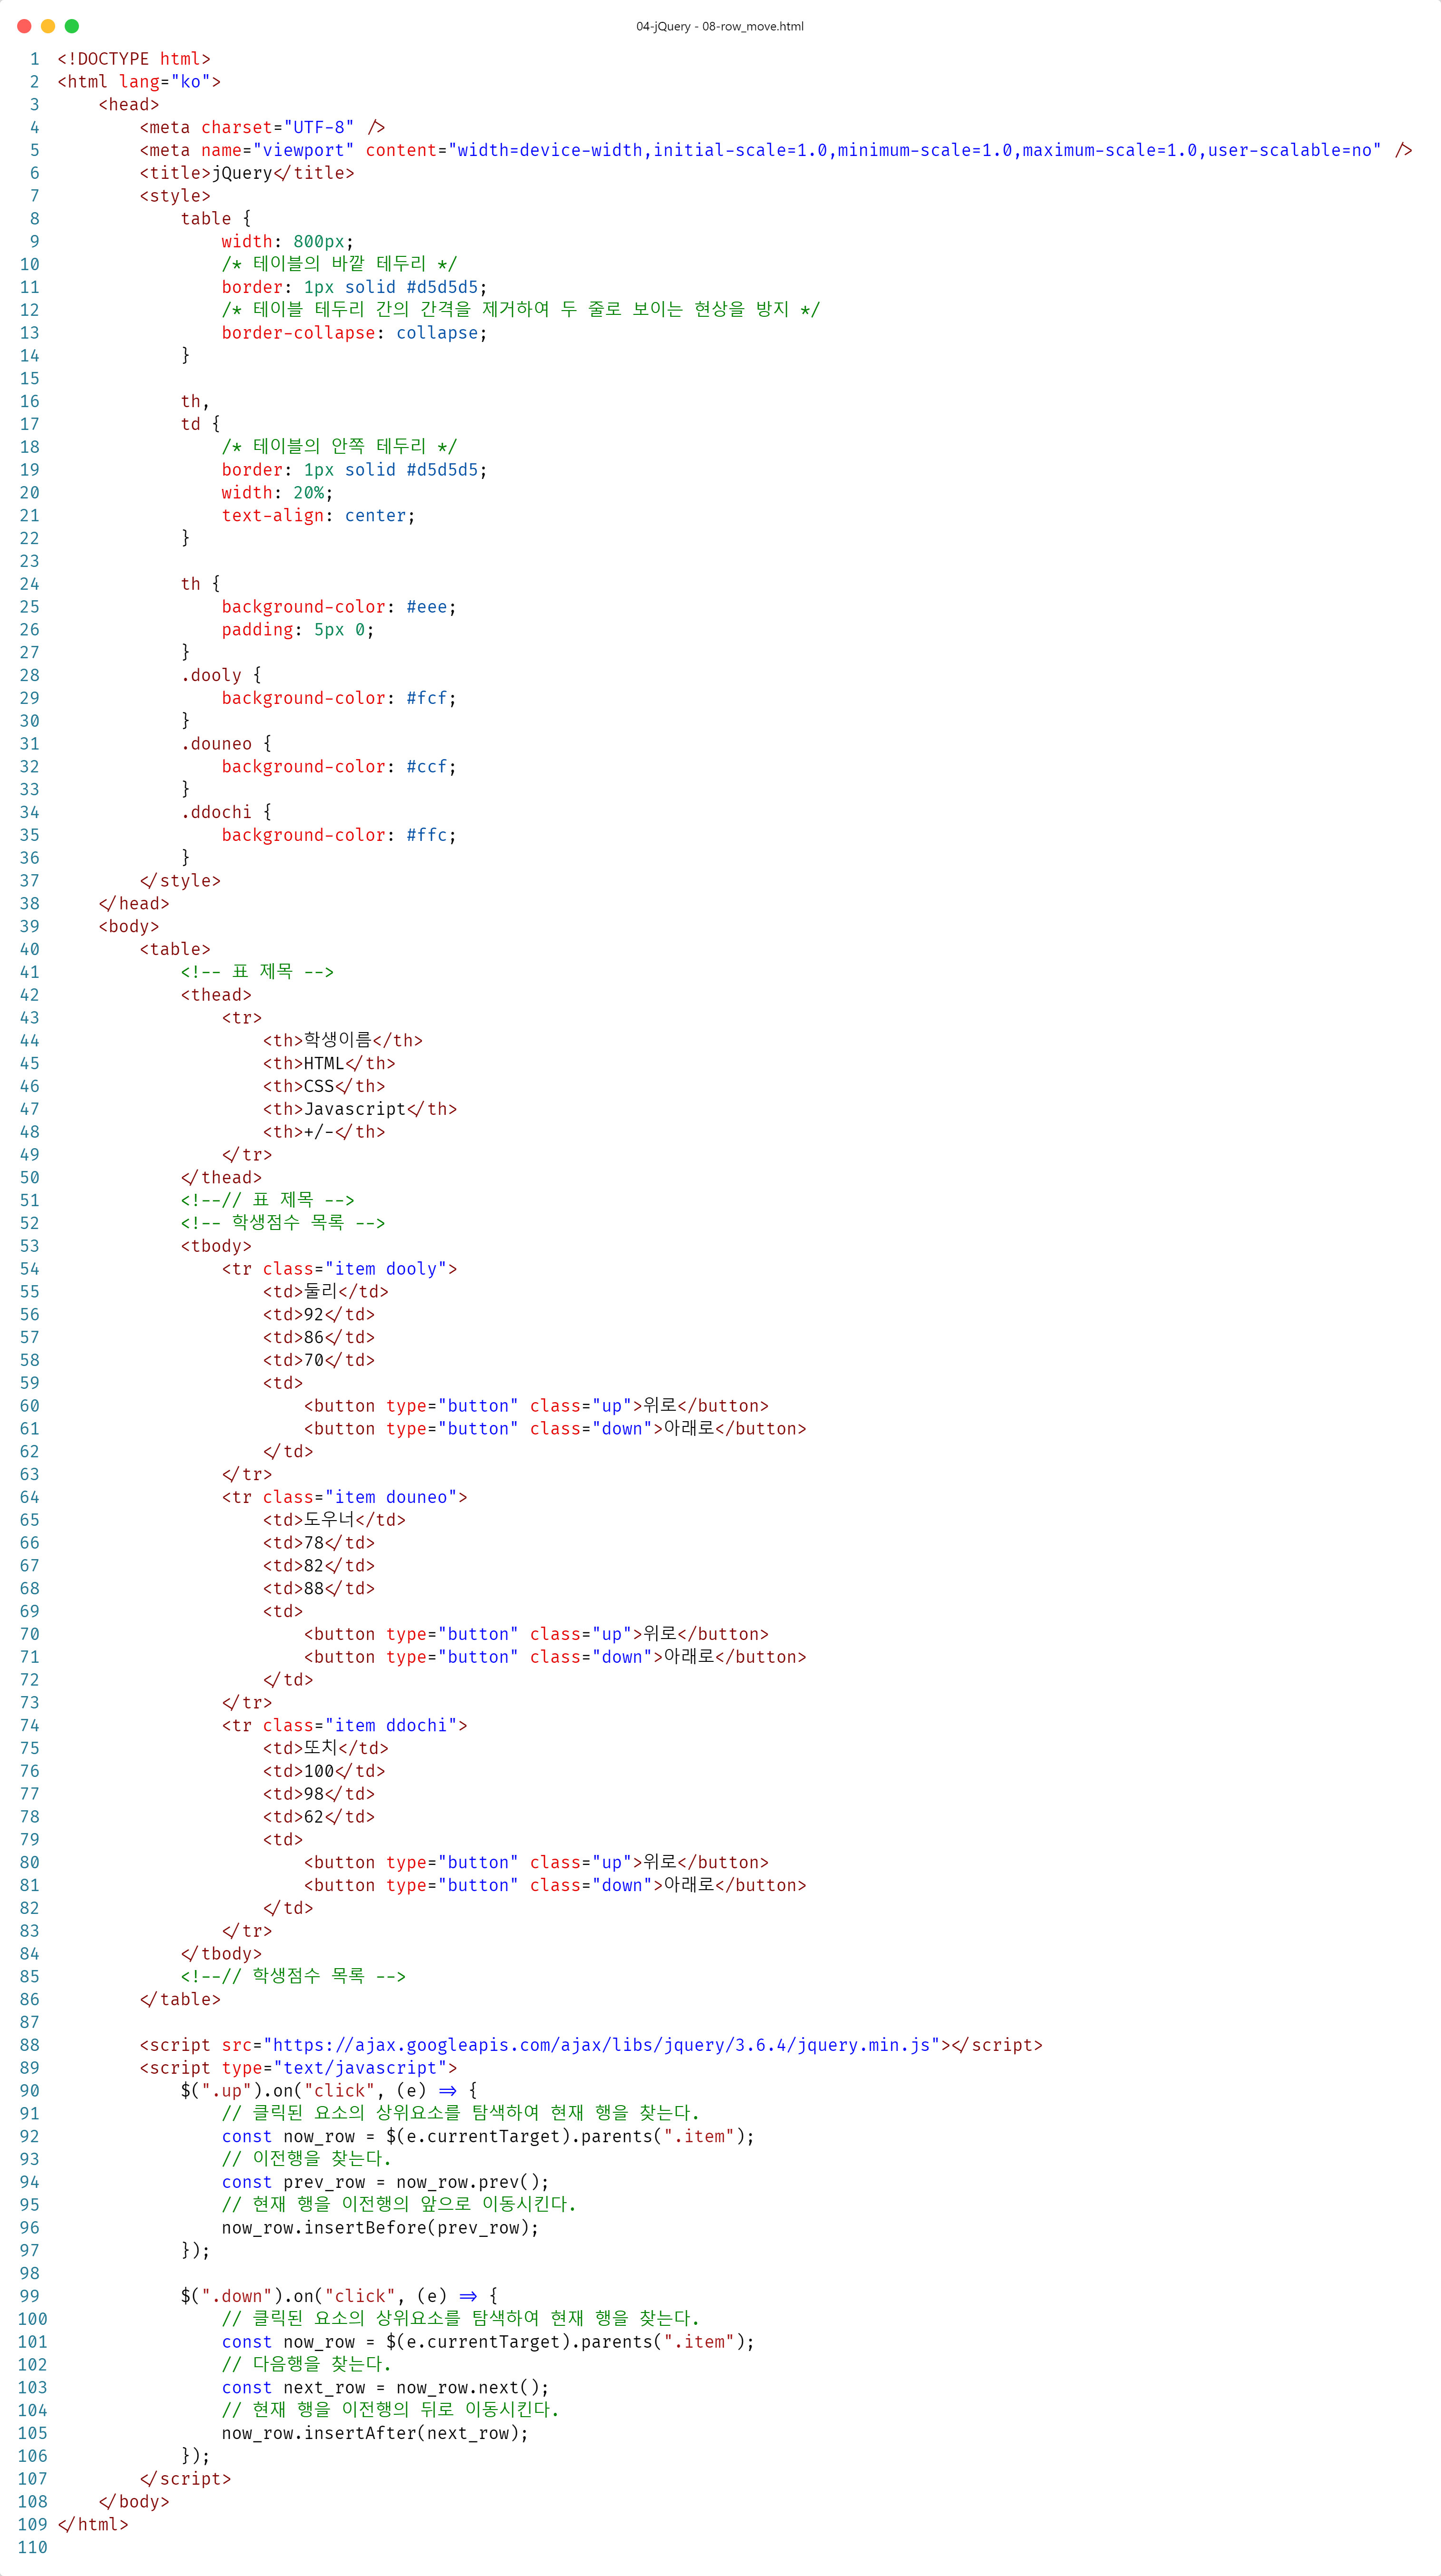 04-jQuery - 08-row_move.html
1 <!DOCTYPE html>
2 <html lang="ko">
3     <head>
4         <meta charset="UTF-8" />
5         <meta name="viewport" content="width=device-width,initial-scale=1.0,minimum-scale=1.0,maximum-scale=1.0,user-scalable=no" />
6         <title>jQuery</title>
7         <style>
8             table {
9                 width: 800px;
10                 /* 테이블의 바깥 테두리 */
11                 border: 1px solid #d5d5d5;
12                 /* 테이블 테두리 간의 간격을 제거하여 두 줄로 보이는 현상을 방지 */
13                 border-collapse: collapse;
14             }
15
16             th,
17             td {
18                 /* 테이블의 안쪽 테두리 */
19                 border: 1px solid #d5d5d5;
20                 width: 20%;
21                 text-align: center;
22             }
23
24             th {
25                 background-color: #eee;
26                 padding: 5px 0;
27             }
28             .dooly {
29                 background-color: #fcf;
30             }
31             .douneo {
32                 background-color: #ccf;
33             }
34             .ddochi {
35                 background-color: #ffc;
36             }
37         </style>
38     </head>
39     <body>
40         <table>
41             <!-- 표 제목 -->
42             <thead>
43                 <tr>
44                     <th>학생이름</th>
45                     <th>HTML</th>
46                     <th>CSS</th>
47                     <th>Javascript</th>
48                     <th>+/-</th>
49                 </tr>
50             </thead>
51             <!--// 표 제목 -->
52             <!-- 학생점수 목록 -->
53             <tbody>
54                 <tr class="item dooly">
55                     <td>둘리</td>
56                     <td>92</td>
57                     <td>86</td>
58                     <td>70</td>
59                     <td>
60                         <button type="button" class="up">위로</button>
61                         <button type="button" class="down">아래로</button>
62                     </td>
63                 </tr>
64                 <tr class="item douneo">
65                     <td>도우너</td>
66                     <td>78</td>
67                     <td>82</td>
68                     <td>88</td>
69                     <td>
70                         <button type="button" class="up">위로</button>
71                         <button type="button" class="down">아래로</button>
72                     </td>
73                 </tr>
74                 <tr class="item ddochi">
75                     <td>또치</td>
76                     <td>100</td>
77                     <td>98</td>
78                     <td>62</td>
79                     <td>
80                         <button type="button" class="up">위로</button>
81                         <button type="button" class="down">아래로</button>
82                     </td>
83                 </tr>
84             </tbody>
85             <!--// 학생점수 목록 -->
86         </table>
87
88         <script src="https://ajax.googleapis.com/ajax/libs/jquery/3.6.4/jquery.min.js"></script>
89         <script type="text/javascript">
90             $(".up").on("click", (e) => {
91                 // 클릭된 요소의 상위요소를 탐색하여 현재 행을 찾는다.
92                 const now_row = $(e.currentTarget).parents(".item");
93                 // 이전행을 찾는다.
94                 const prev_row = now_row.prev();
95                 // 현재 행을 이전행의 앞으로 이동시킨다.
96                 now_row.insertBefore(prev_row);
97             });
98
99             $(".down").on("click", (e) => {
100                 // 클릭된 요소의 상위요소를 탐색하여 현재 행을 찾는다.
101                 const now_row = $(e.currentTarget).parents(".item");
102                 // 다음행을 찾는다.
103                 const next_row = now_row.next();
104                 // 현재 행을 이전행의 뒤로 이동시킨다.
105                 now_row.insertAfter(next_row);
106             });
107         </script>
108     </body>
109 </html>
110